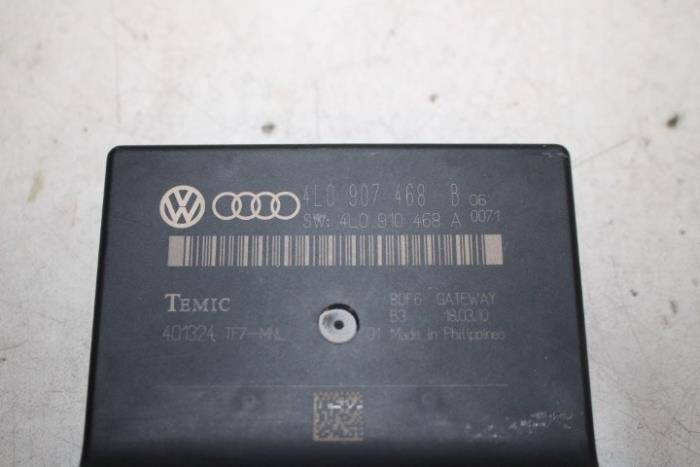 4L0 907 468 B 06
SW: 4L0 910 468 A 0071
TEMIC
80F6 GATEWAY
B3 18.03.10
401324 TF7-MNL 01 Made in Philippines